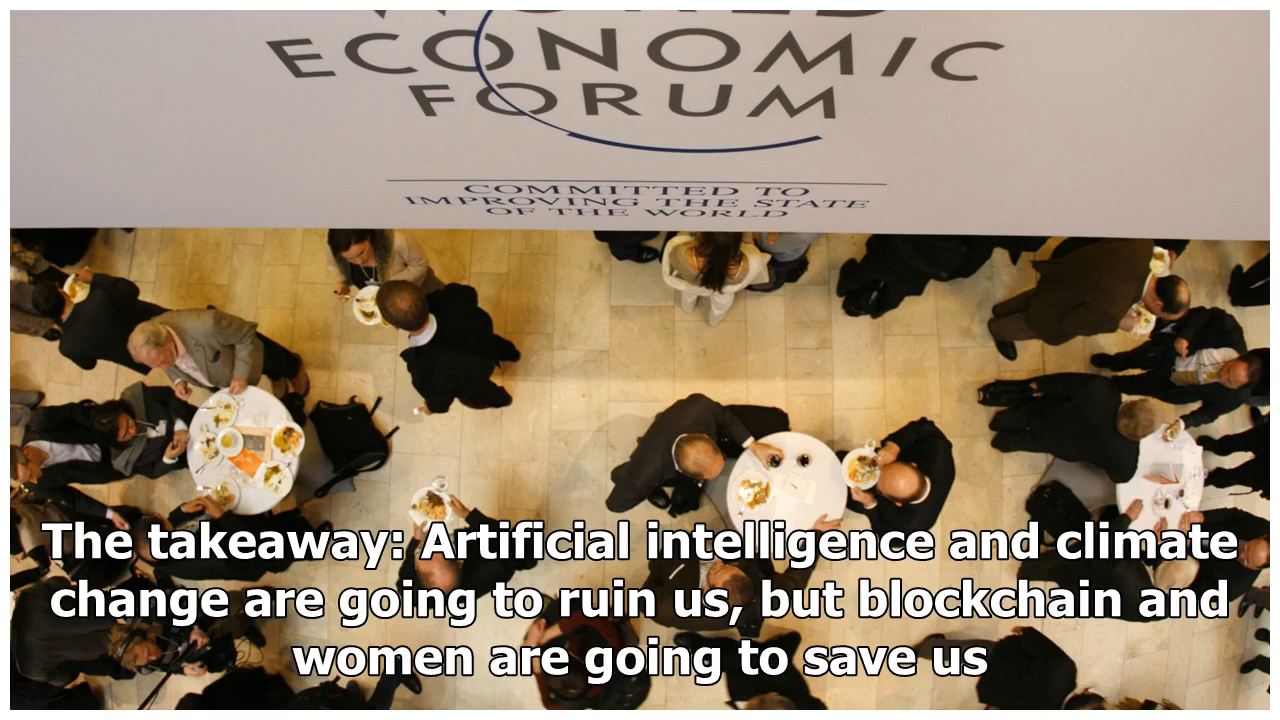 ECONOMIC
FORUM
COMMITTED TO
IMPROVING THE STATE
OF THE WORLD
The takeaway: Artificial intelligence and climate
change are going to ruin us, but blockchain and
women are going to save us